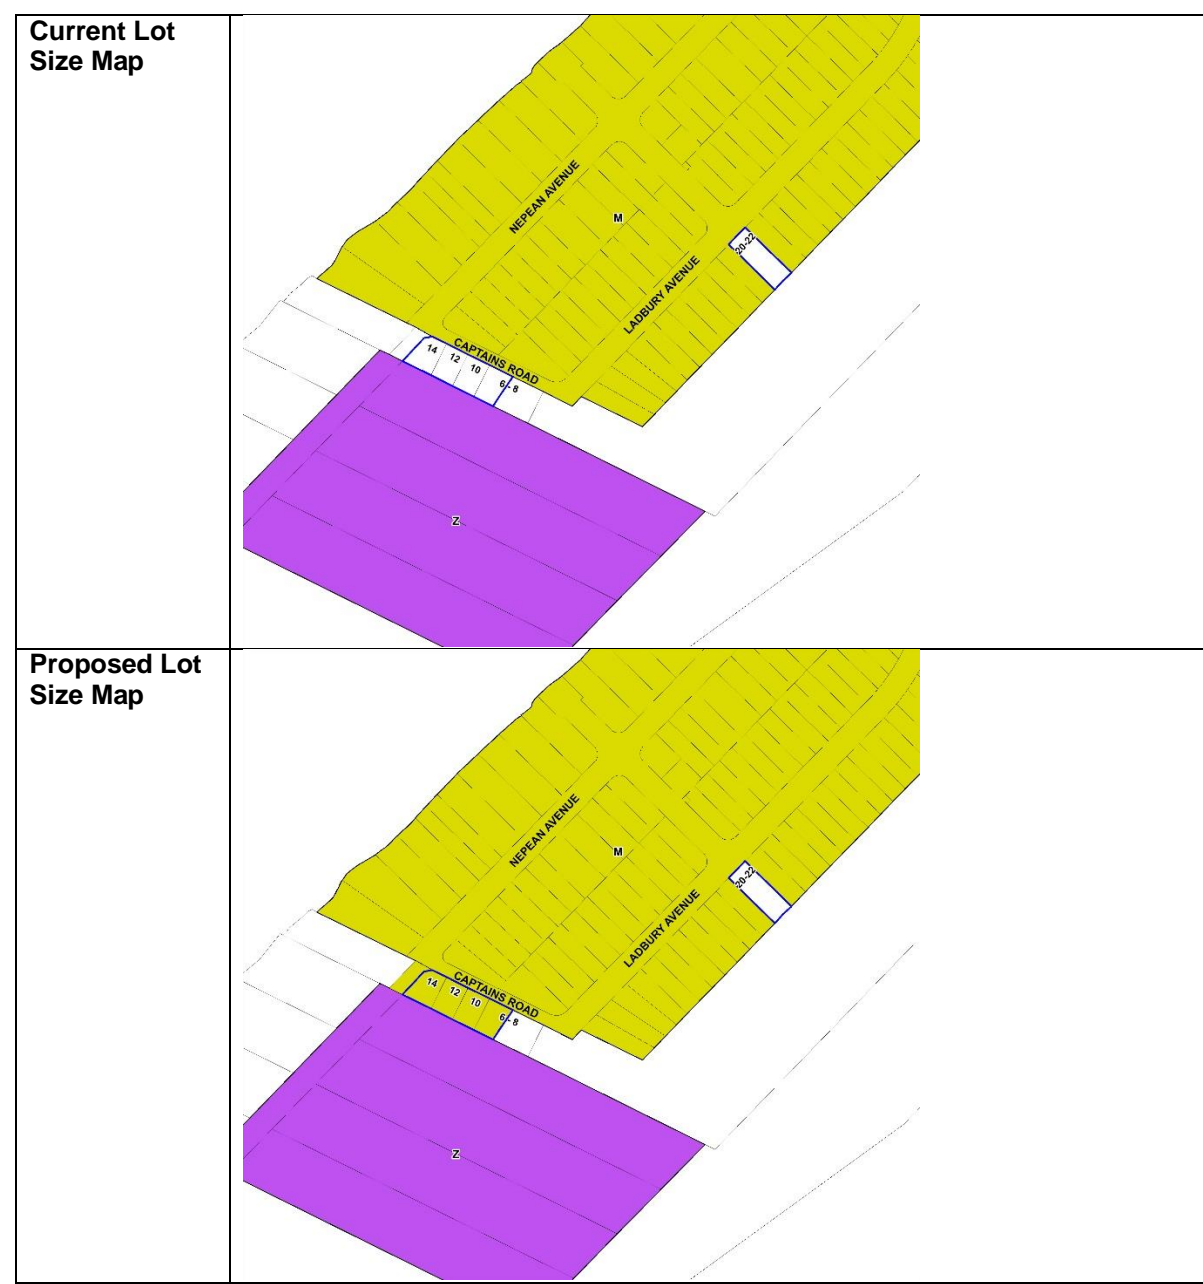 Current Lot
Size Map
NEPEAN AVENUE
M
20-22
LADBURY AVENUE
CAPTAINS ROAD
14
12
10
6 - 8
Z
Proposed Lot
Size Map
NEPEAN AVENUE
M
20-22
LADBURY AVENUE
CAPTAINS ROAD
14
12
10
6 - 8
Z